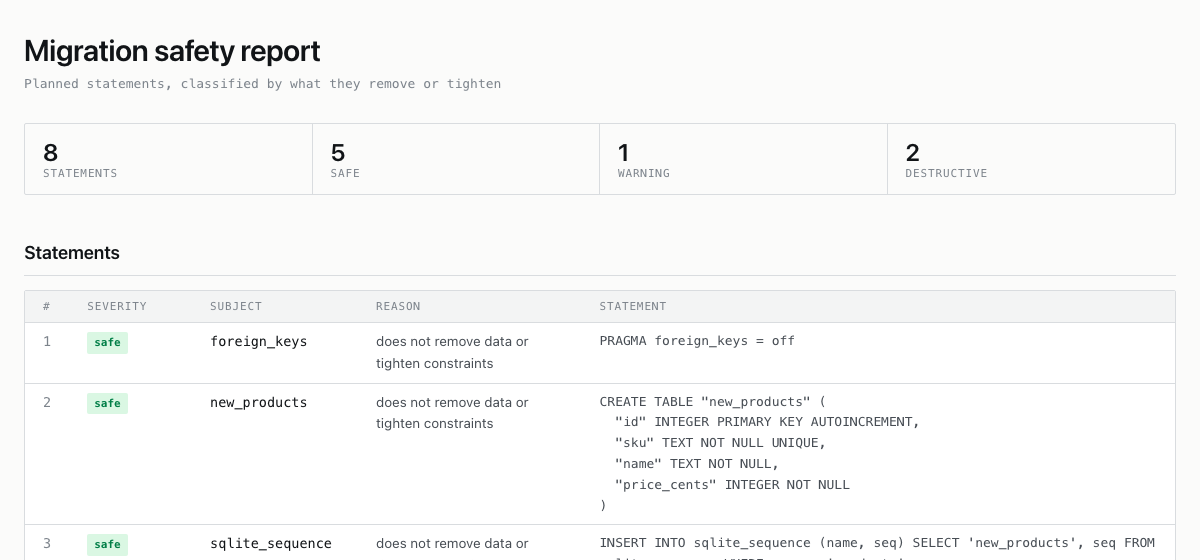 Migration safety report
Planned statements, classified by what they remove or tighten
8
STATEMENTS
5
SAFE
1
WARNING
2
DESTRUCTIVE
Statements
# SEVERITY SUBJECT REASON STATEMENT
1 safe foreign_keys does not remove data or PRAGMA foreign_keys = off
tighten constraints
2 safe new_products does not remove data or CREATE TABLE "new_products" (
tighten constraints "id" INTEGER PRIMARY KEY AUTOINCREMENT,
"sku" TEXT NOT NULL UNIQUE,
"name" TEXT NOT NULL,
"price_cents" INTEGER NOT NULL
)
3 safe sqlite_sequence does not remove data or INSERT INTO sqlite_sequence (name, seq) SELECT 'new_products', seq FROM